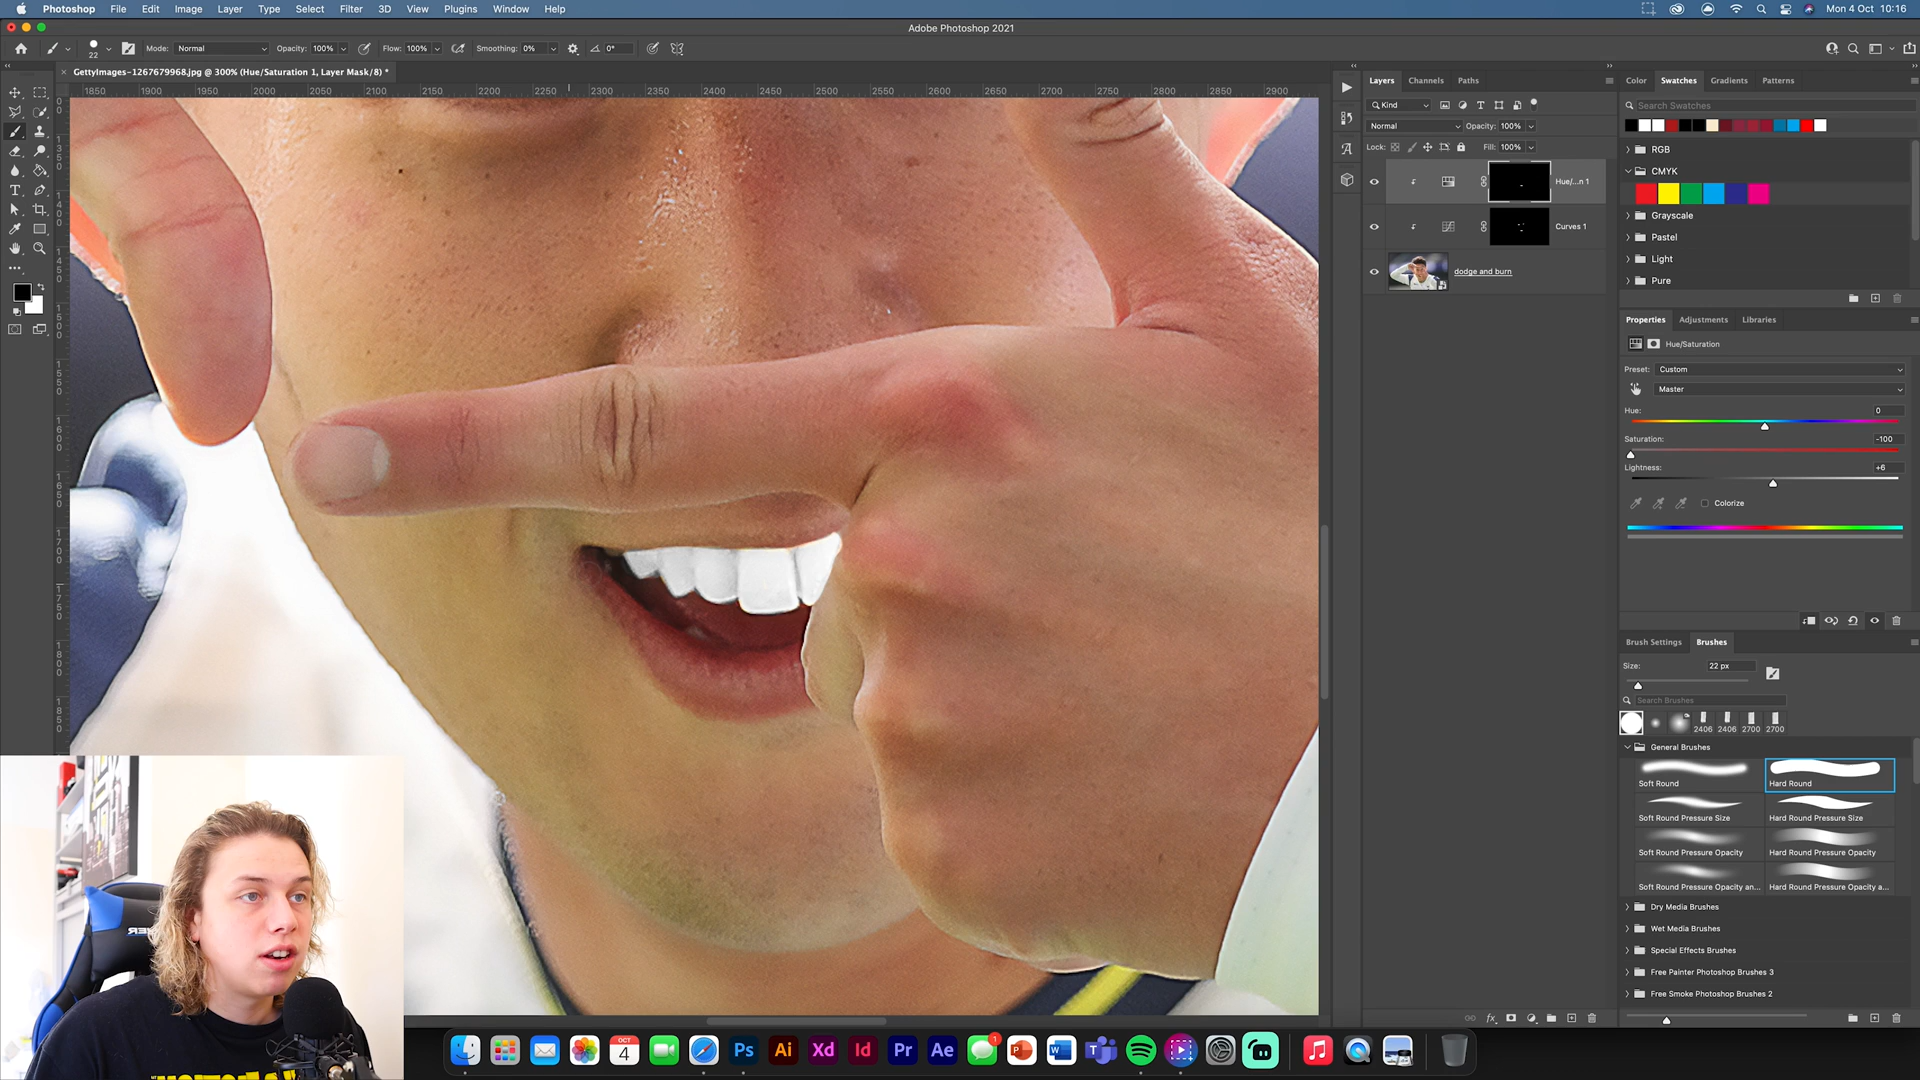 Photoshop File Edit Image Layer Type Select Filter 3D View Plugins Window Help
Mon 4 Oct 10:16
Adobe Photoshop 2021
22 Mode: Normal Opacity: 100% Flow: 100% Smoothing: 0% 0°
GettyImages-1267679968.jpg @ 300% (Hue/Saturation 1, Layer Mask/8) *
1850 1900 1950 2000 2050 2100 2150 2200 2250 2300 2350 2400 2450 2500 2550 2600 2650 2700 2750 2800 2850 2900
Layers Channels Paths
Kind
Normal Opacity: 100%
Lock: Fill: 100%
Hue/...n 1
Curves 1
dodge and burn
Color Swatches Gradients Patterns
Search Swatches
RGB
CMYK
Grayscale
Pastel
Light
Pure
Properties Adjustments Libraries
Hue/Saturation
Preset: Custom
Master
Hue: 0
Saturation: -100
Lightness: +6
Colorize
Brush Settings Brushes
Size: 22 px
Search Brushes
2406 2406 2700 2700
General Brushes
Soft Round Hard Round
Soft Round Pressure Size Hard Round Pressure Size
Soft Round Pressure Opacity Hard Round Pressure Opacity
Soft Round Pressure Opacity an... Hard Round Pressure Opacity a...
Dry Media Brushes
Wet Media Brushes
Special Effects Brushes
Free Painter Photoshop Brushes 3
Free Smoke Photoshop Brushes 2
OCT
4
Ps Ai Xd Id Pr Ae 1